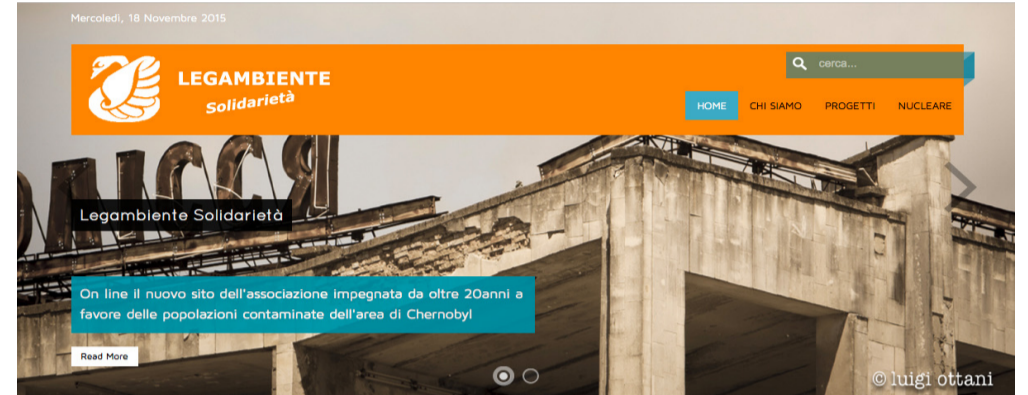 Mercoledì, 18 Novembre 2015
cerca...
LEGAMBIENTE
Solidarietà
HOME CHI SIAMO PROGETTI NUCLEARE
Legambiente Solidarietà
On line il nuovo sito dell'associazione impegnata da oltre 20anni a
favore delle popolazioni contaminate dell'area di Chernobyl
Read More
© luigi ottani